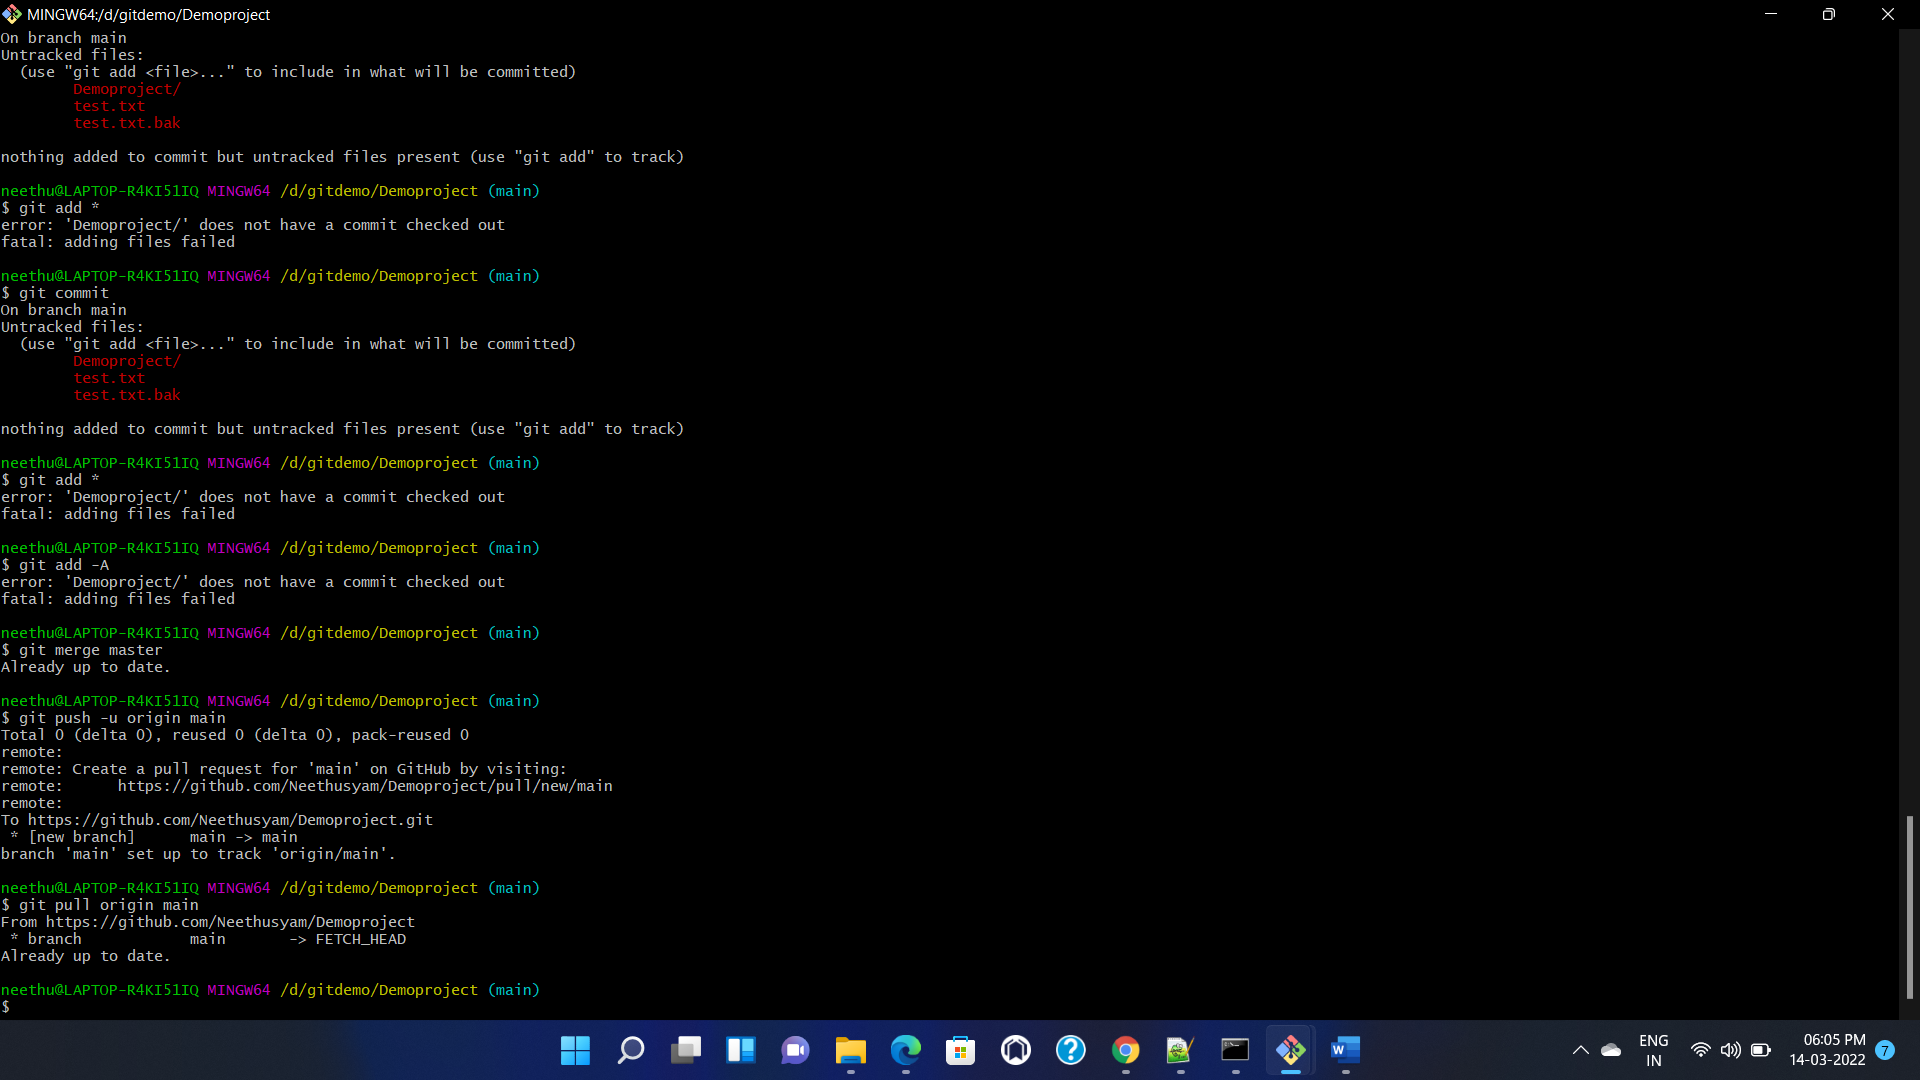 MINGW64:/d/gitdemo/Demoproject
On branch main
Untracked files:
  (use "git add <file>..." to include in what will be committed)
        Demoproject/
        test.txt
        test.txt.bak

nothing added to commit but untracked files present (use "git add" to track)

neethu@LAPTOP-R4KI51IQ MINGW64 /d/gitdemo/Demoproject (main)
$ git add *
error: 'Demoproject/' does not have a commit checked out
fatal: adding files failed

neethu@LAPTOP-R4KI51IQ MINGW64 /d/gitdemo/Demoproject (main)
$ git commit
On branch main
Untracked files:
  (use "git add <file>..." to include in what will be committed)
        Demoproject/
        test.txt
        test.txt.bak

nothing added to commit but untracked files present (use "git add" to track)

neethu@LAPTOP-R4KI51IQ MINGW64 /d/gitdemo/Demoproject (main)
$ git add *
error: 'Demoproject/' does not have a commit checked out
fatal: adding files failed

neethu@LAPTOP-R4KI51IQ MINGW64 /d/gitdemo/Demoproject (main)
$ git add -A
error: 'Demoproject/' does not have a commit checked out
fatal: adding files failed

neethu@LAPTOP-R4KI51IQ MINGW64 /d/gitdemo/Demoproject (main)
$ git merge master
Already up to date.

neethu@LAPTOP-R4KI51IQ MINGW64 /d/gitdemo/Demoproject (main)
$ git push -u origin main
Total 0 (delta 0), reused 0 (delta 0), pack-reused 0
remote:
remote: Create a pull request for 'main' on GitHub by visiting:
remote:      https://github.com/Neethusyam/Demoproject/pull/new/main
remote:
To https://github.com/Neethusyam/Demoproject.git
 * [new branch]      main -> main
branch 'main' set up to track 'origin/main'.

neethu@LAPTOP-R4KI51IQ MINGW64 /d/gitdemo/Demoproject (main)
$ git pull origin main
From https://github.com/Neethusyam/Demoproject
 * branch            main       -> FETCH_HEAD
Already up to date.

neethu@LAPTOP-R4KI51IQ MINGW64 /d/gitdemo/Demoproject (main)
$
ENG
IN
06:05 PM
14-03-2022
7